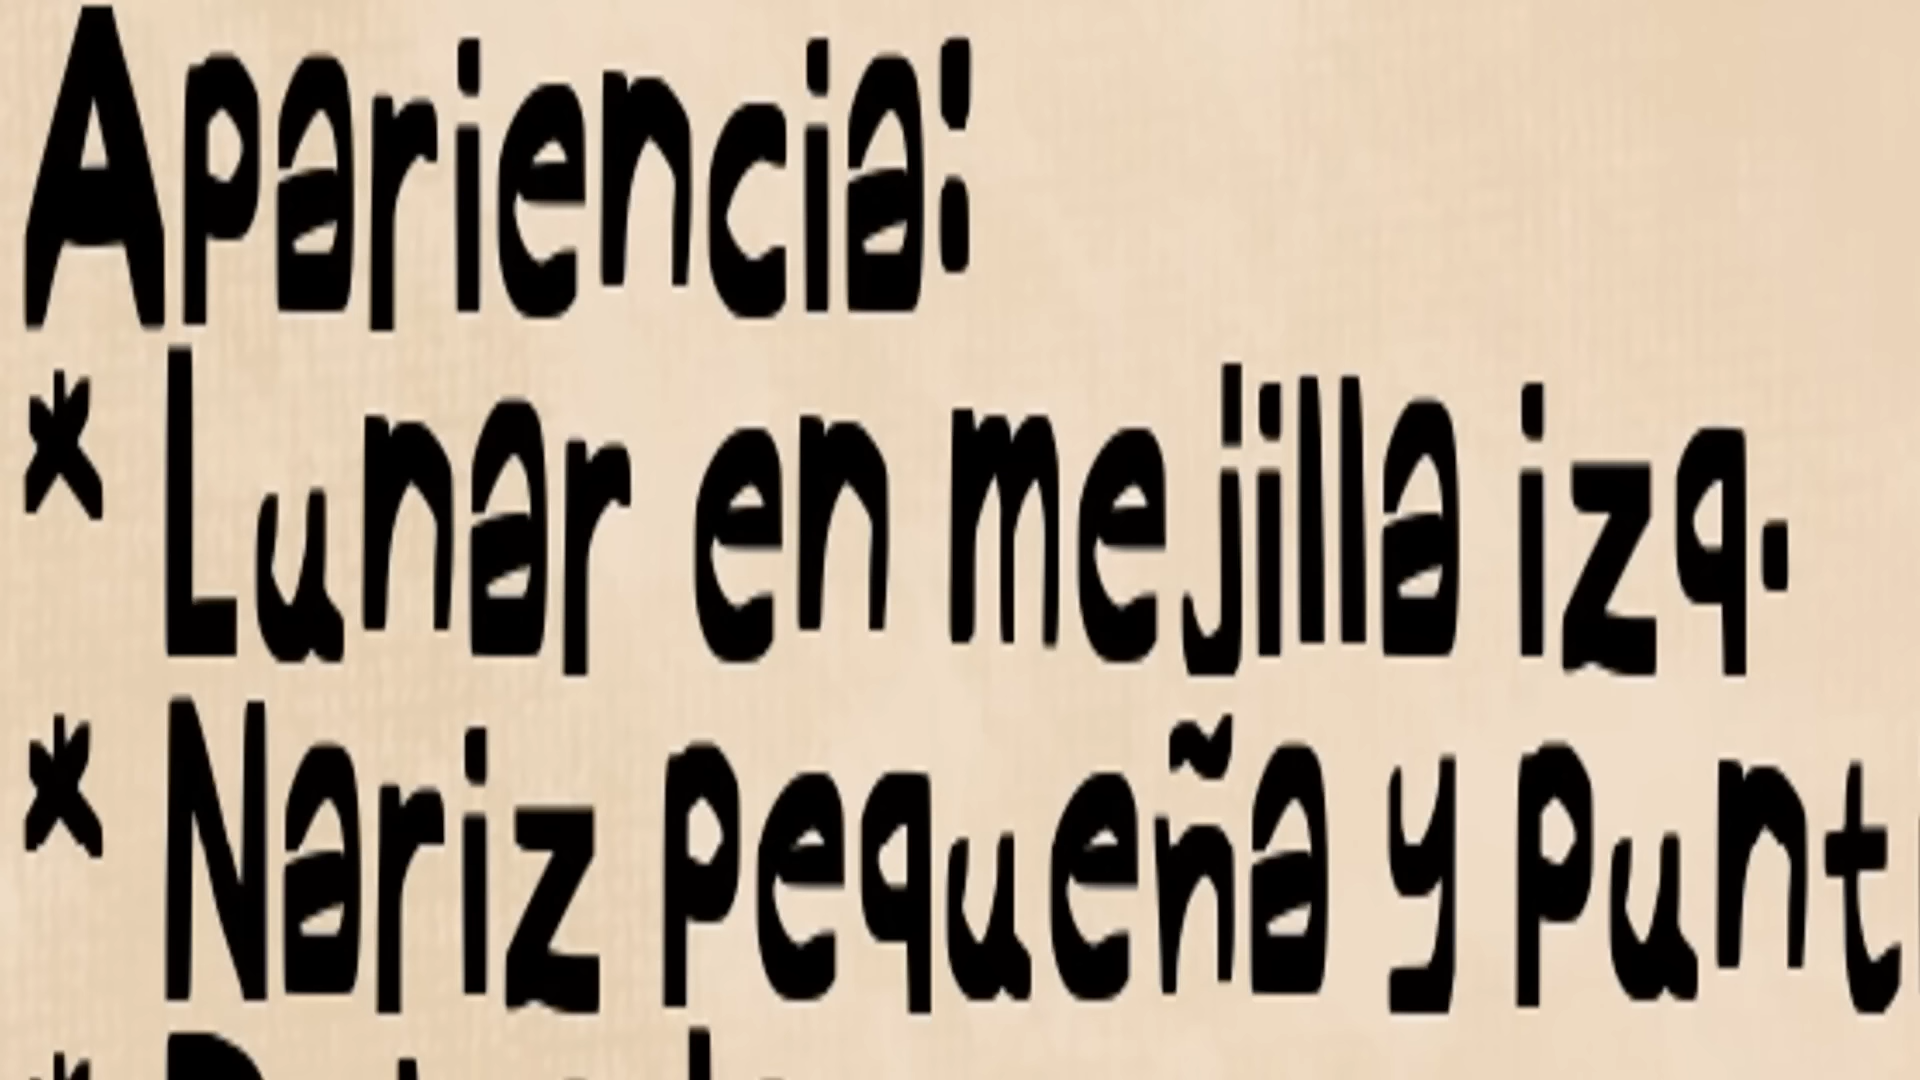 Apariencia:
* Lunar en mejilla izq.
* Nariz pequeña y